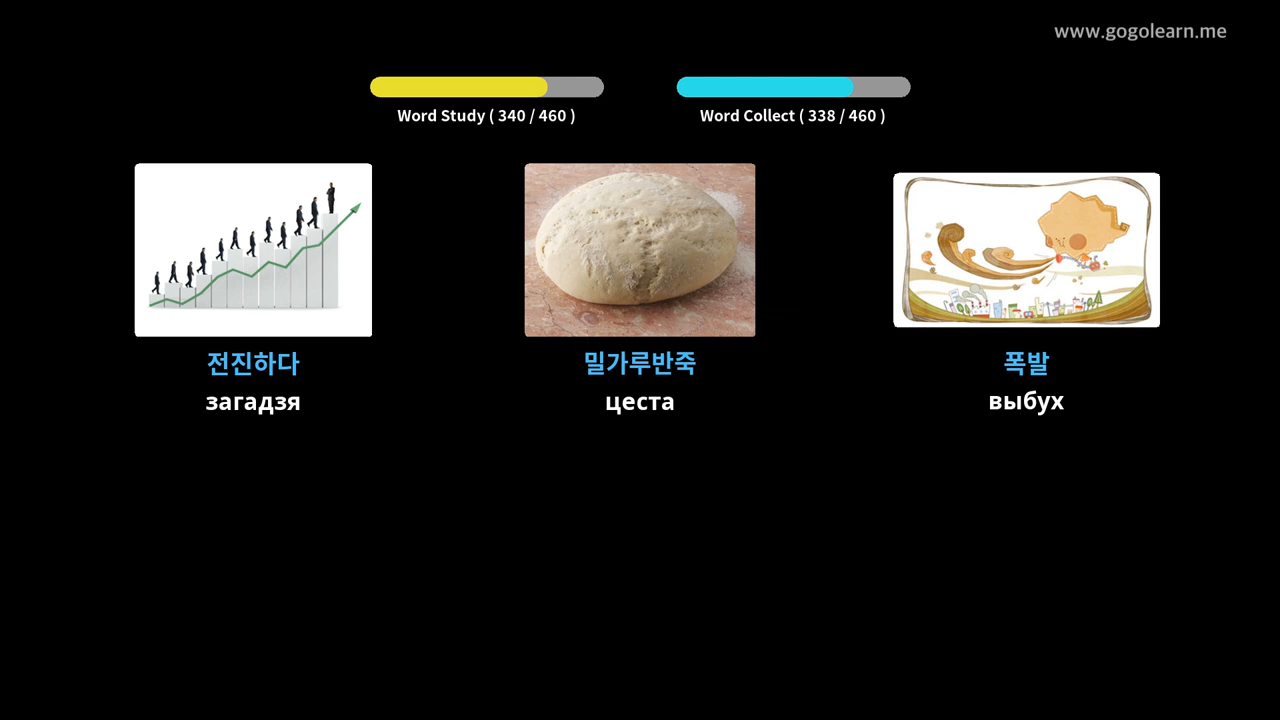 www.gogolearn.me
Word Study ( 340 / 460 )
Word Collect ( 338 / 460 )
전진하다
загадзя
밀가루반죽
цеста
폭발
выбух